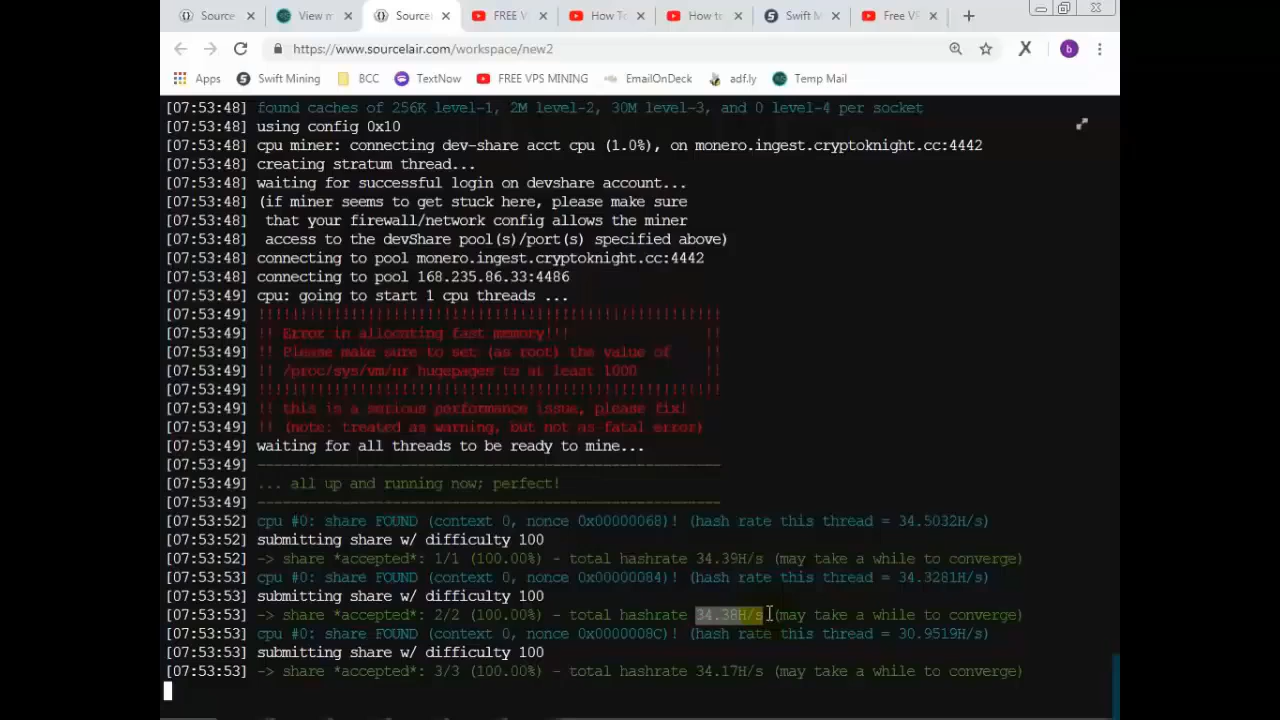 Source
View m
Sourcel
FREE V
How To
How to
Swift M
Free VP
https://www.sourcelair.com/workspace/new2
b
Apps
Swift Mining
BCC
TextNow
FREE VPS MINING
EmailOnDeck
adf.ly
Temp Mail
[07:53:48] found caches of 256K level-1, 2M level-2, 30M level-3, and 0 level-4 per socket
[07:53:48] using config 0x10
[07:53:48] cpu miner: connecting dev-share acct cpu (1.0%), on monero.ingest.cryptoknight.cc:4442
[07:53:48] creating stratum thread...
[07:53:48] waiting for successful login on devshare account...
[07:53:48] (if miner seems to get stuck here, please make sure
[07:53:48] that your firewall/network config allows the miner
[07:53:48] access to the devShare pool(s)/port(s) specified above)
[07:53:48] connecting to pool monero.ingest.cryptoknight.cc:4442
[07:53:48] connecting to pool 168.235.86.33:4486
[07:53:49] cpu: going to start 1 cpu threads ...
[07:53:49] !!!!!!!!!!!!!!!!!!!!!!!!!!!!!!!!!!!!!!!!!!!!!!!!!!!!!!!
[07:53:49] !! Error in allocating fast memory!!! !!
[07:53:49] !! Please make sure to set (as root) the value of !!
[07:53:49] !! /proc/sys/vm/nr_hugepages to at least 1000 !!
[07:53:49] !!!!!!!!!!!!!!!!!!!!!!!!!!!!!!!!!!!!!!!!!!!!!!!!!!!!!!!
[07:53:49] !! this is a serious performance issue, please fix!
[07:53:49] !! (note: treated as warning, but not as fatal error)
[07:53:49] waiting for all threads to be ready to mine...
[07:53:49] -------------------------------------------------------
[07:53:49] ... all up and running now; perfect!
[07:53:49] -------------------------------------------------------
[07:53:52] cpu #0: share FOUND (context 0, nonce 0x00000068)! (hash rate this thread = 34.5032H/s)
[07:53:52] submitting share w/ difficulty 100
[07:53:52] -> share *accepted*: 1/1 (100.00%) - total hashrate 34.39H/s (may take a while to converge)
[07:53:53] cpu #0: share FOUND (context 0, nonce 0x00000084)! (hash rate this thread = 34.3281H/s)
[07:53:53] submitting share w/ difficulty 100
[07:53:53] -> share *accepted*: 2/2 (100.00%) - total hashrate 34.38H/s (may take a while to converge)
[07:53:53] cpu #0: share FOUND (context 0, nonce 0x0000008C)! (hash rate this thread = 30.9519H/s)
[07:53:53] submitting share w/ difficulty 100
[07:53:53] -> share *accepted*: 3/3 (100.00%) - total hashrate 34.17H/s (may take a while to converge)